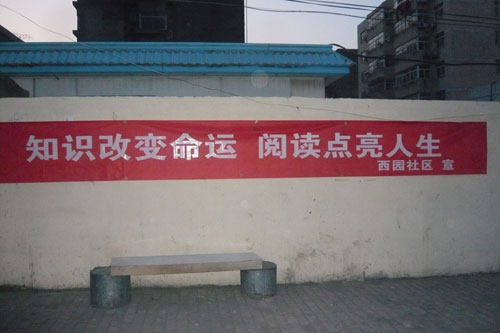 知识改变命运 阅读点亮人生
西园社区 宣